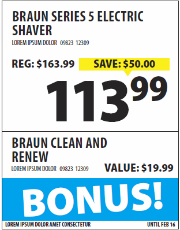 BRAUN SERIES 5 ELECTRIC
SHAVER
LOREM IPSUM DOLOR 09823 12309
REG: $163.99 SAVE: $50.00
113 99
BRAUN CLEAN AND
RENEW
LOREM IPSUM DOLOR 09823 12309 VALUE: $19.99
BONUS!
LOREM IPSUM DOLOR AMET CONSECTETUR UNTIL FEB 16